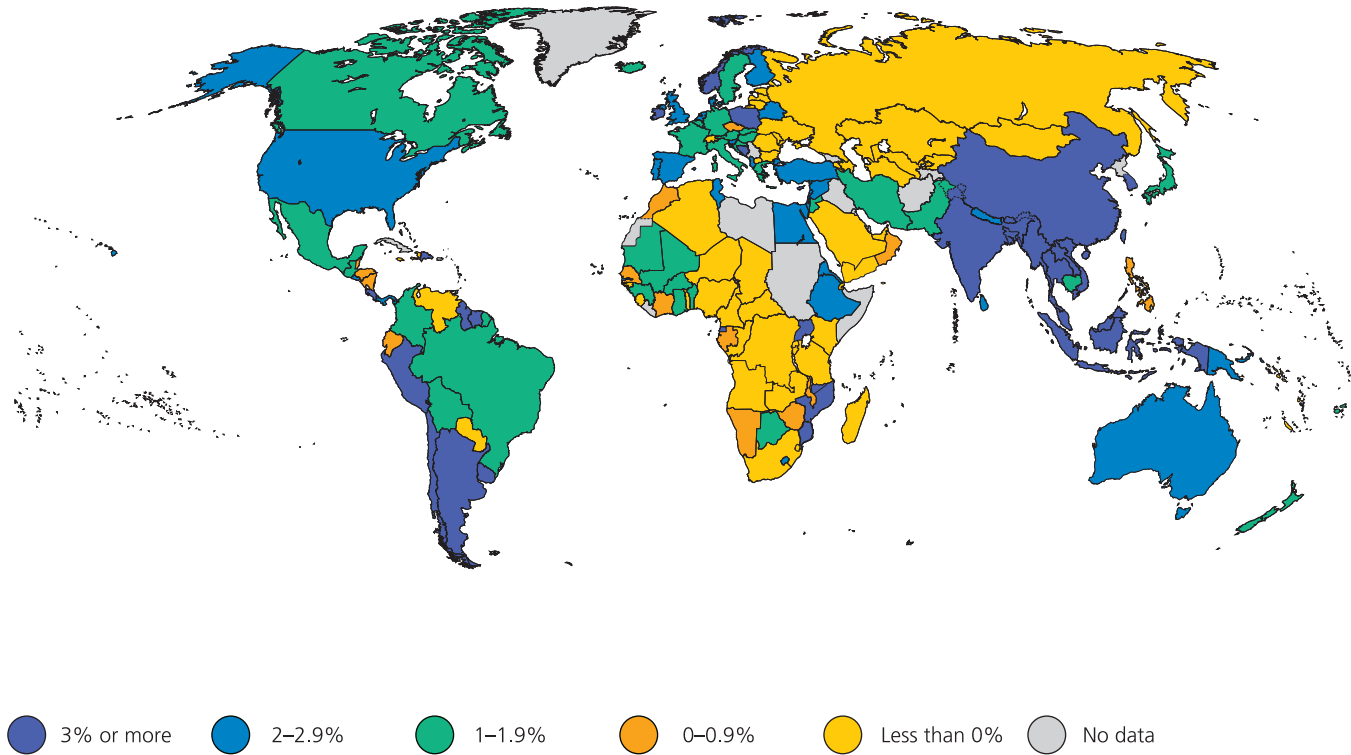 3% or more
2–2.9%
1–1.9%
0–0.9%
Less than 0%
No data